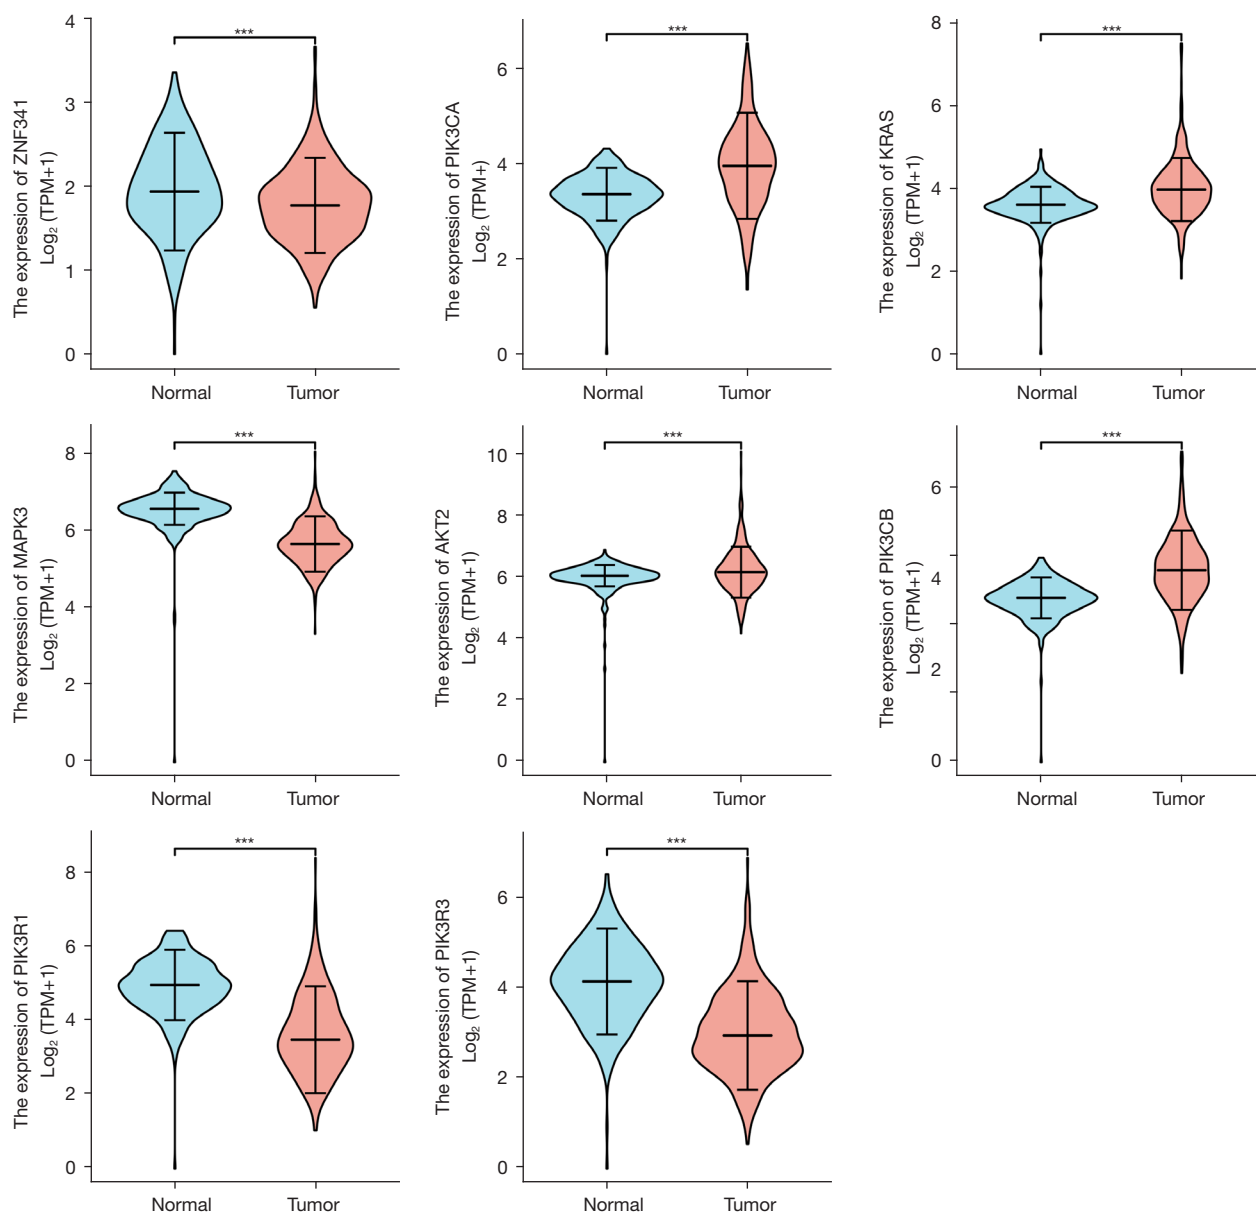 The expression of ZNF341
Log₂ (TPM+1)
4
3
2
1
0
***
Normal
Tumor
The expression of PIK3CA
Log₂ (TPM+)
6
4
2
0
***
Normal
Tumor
The expression of KRAS
Log₂ (TPM+1)
8
6
4
2
0
***
Normal
Tumor
The expression of MAPK3
Log₂ (TPM+1)
8
6
4
2
0
***
Normal
Tumor
The expression of AKT2
Log₂ (TPM+1)
10
8
6
4
2
0
***
Normal
Tumor
The expression of PIK3CB
Log₂ (TPM+1)
6
4
2
0
***
Normal
Tumor
The expression of PIK3R1
Log₂ (TPM+1)
8
6
4
2
0
***
Normal
Tumor
The expression of PIK3R3
Log₂ (TPM+1)
6
4
2
0
***
Normal
Tumor